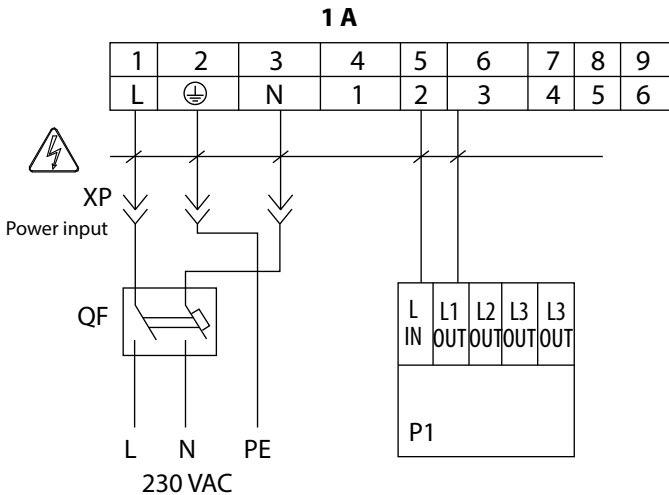 1 A
1 2 3 4 5 6 7 8 9
L N 1 2 3 4 5 6
XP
Power input
QF
L IN
L1 OUT
L2 OUT
L3 OUT
L3 OUT
P1
L N PE
230 VAC